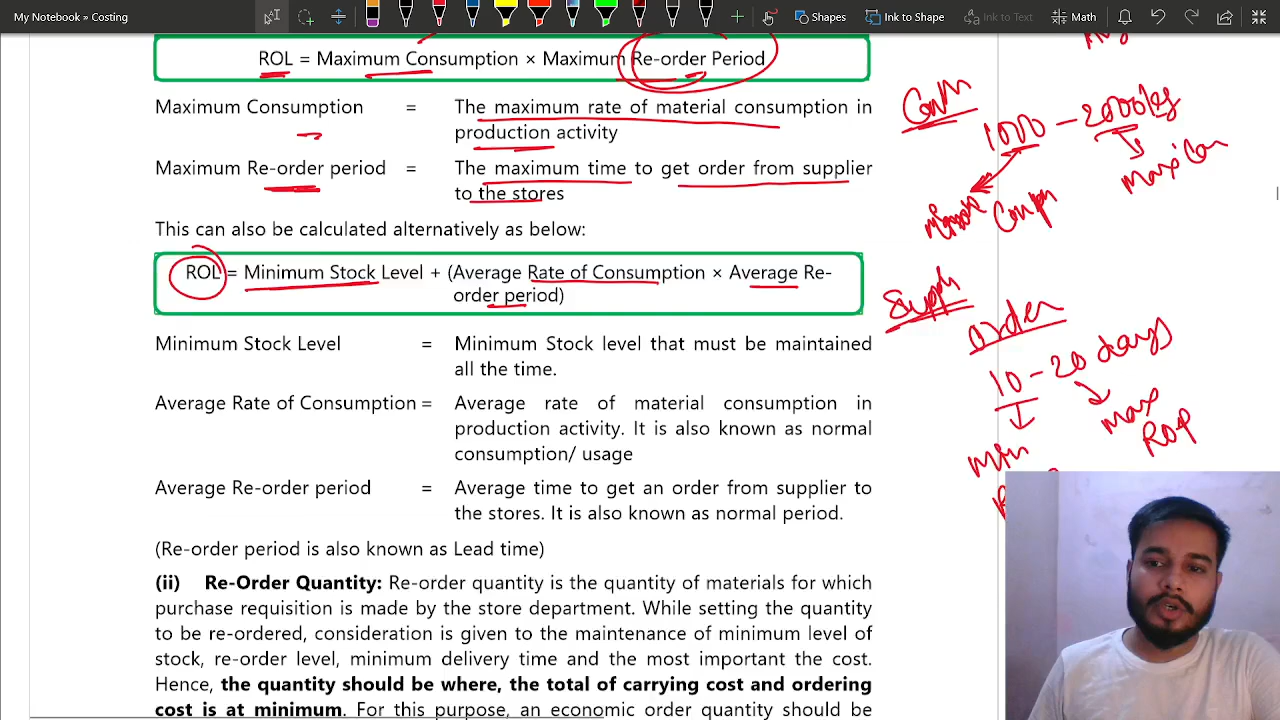 My Notebook » Costing
Shapes
Ink to Shape
Ink to Text
Math
ROL = Maximum Consumption × Maximum Re-order Period
Maximum Consumption = The maximum rate of material consumption in
production activity
Maximum Re-order period = The maximum time to get order from supplier
to the stores
This can also be calculated alternatively as below:
ROL = Minimum Stock Level + (Average Rate of Consumption × Average Re-
order period)
Minimum Stock Level = Minimum Stock level that must be maintained
all the time.
Average Rate of Consumption = Average rate of material consumption in
production activity. It is also known as normal
consumption/ usage
Average Re-order period = Average time to get an order from supplier to
the stores. It is also known as normal period.
(Re-order period is also known as Lead time)
(ii) Re-Order Quantity: Re-order quantity is the quantity of materials for which
purchase requisition is made by the store department. While setting the quantity
to be re-ordered, consideration is given to the maintenance of minimum level of
stock, re-order level, minimum delivery time and the most important the cost.
Hence, the quantity should be where, the total of carrying cost and ordering
cost is at minimum. For this purpose, an economic order quantity should be
1000 - 2000 kg
order
10 - 20 days
Max
ROP